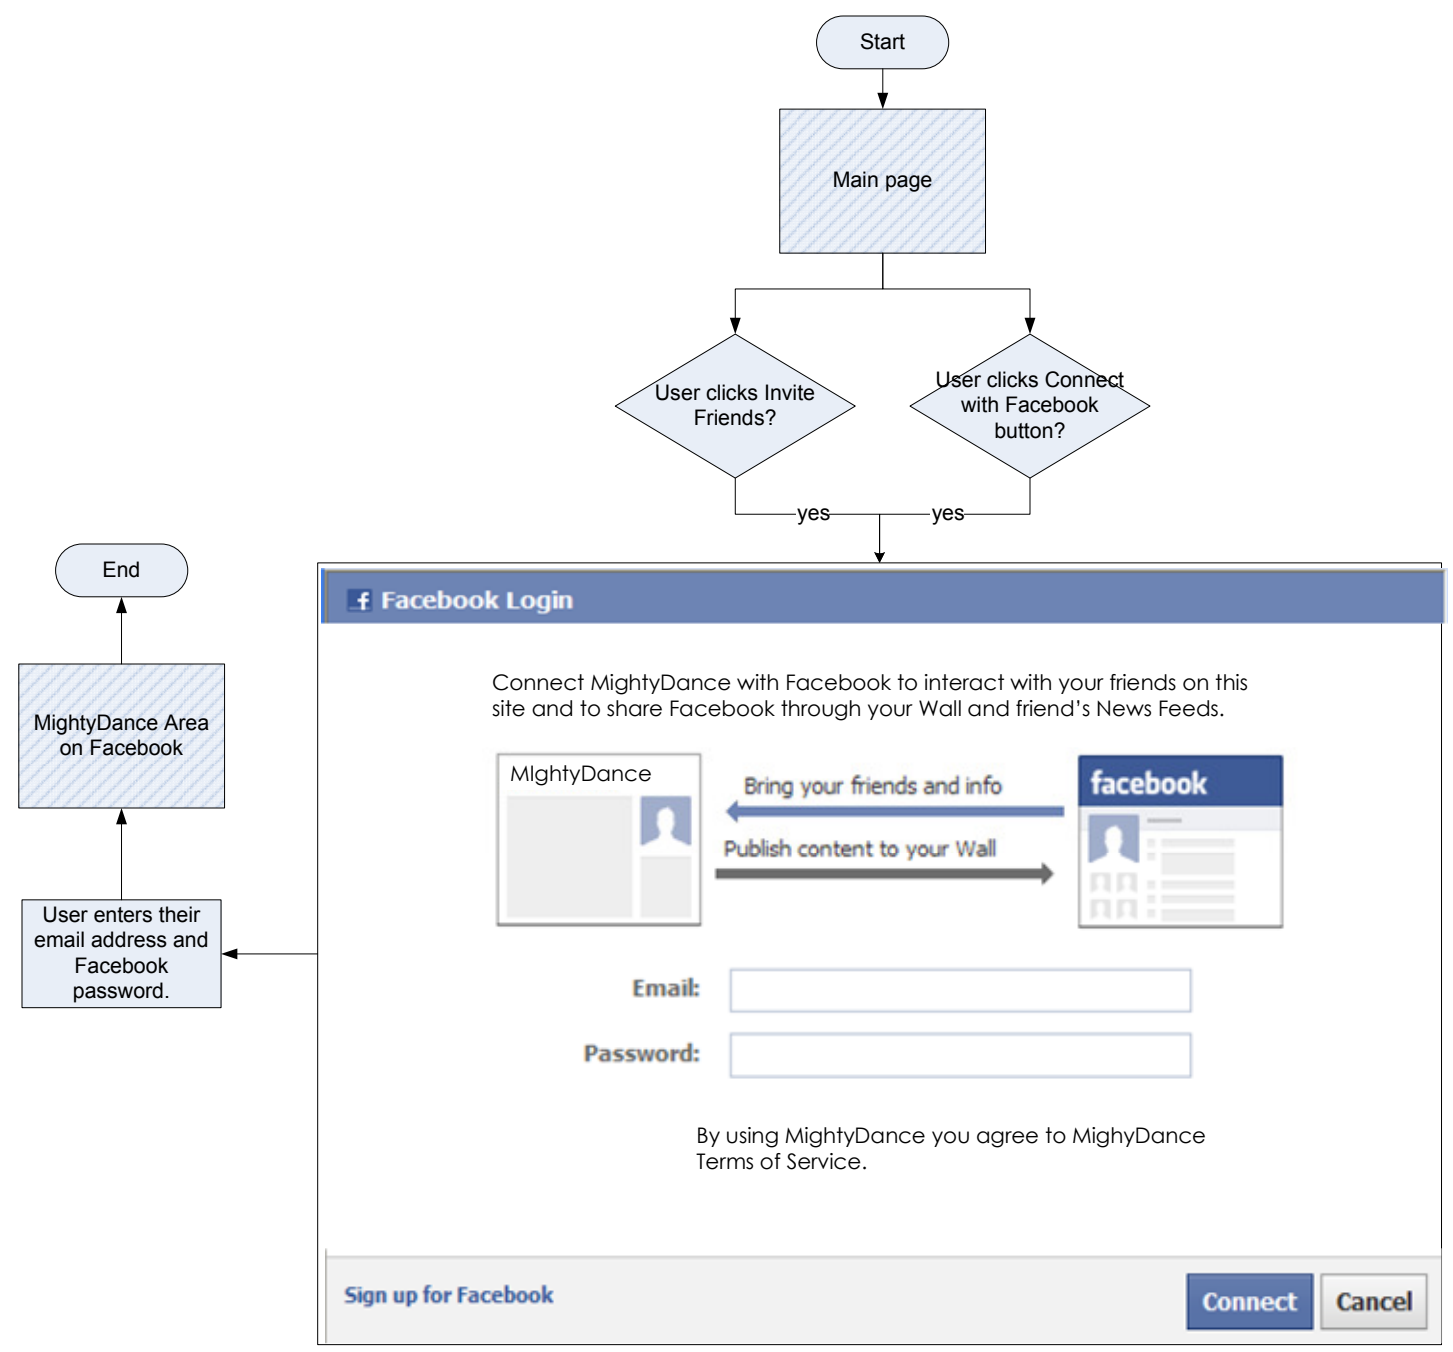 Start
Main page
User clicks Invite
Friends?
User clicks Connect
with Facebook
button?
yes
yes
End
MightyDance Area
on Facebook
User enters their
email address and
Facebook
password.
f Facebook Login
Connect MightyDance with Facebook to interact with your friends on this
site and to share Facebook through your Wall and friend's News Feeds.
MIghtyDance
Bring your friends and info
Publish content to your Wall
facebook
Email:
Password:
By using MightyDance you agree to MighyDance
Terms of Service.
Sign up for Facebook
Connect
Cancel